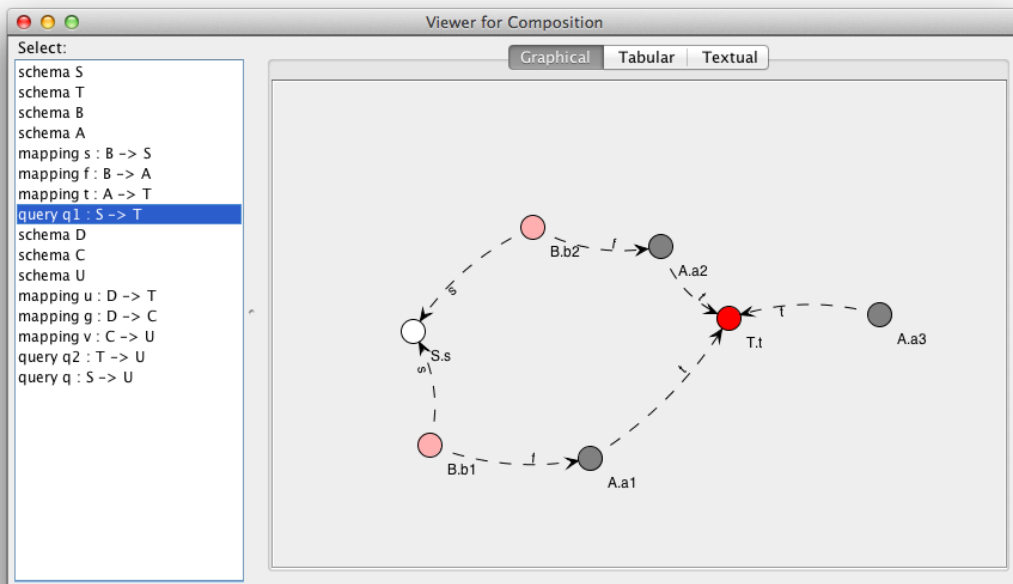 Viewer for Composition
Select:
Graphical Tabular Textual
schema S
schema T
schema B
schema A
mapping s : B -> S
mapping f : B -> A
mapping t : A -> T
query q1 : S -> T
schema D
schema C
schema U
mapping u : D -> T
mapping g : D -> C
mapping v : C -> U
query q2 : T -> U
query q : S -> U
B.b2
f
A.a2
s
t
t
S.s
T.t
A.a3
s
t
B.b1
f
A.a1